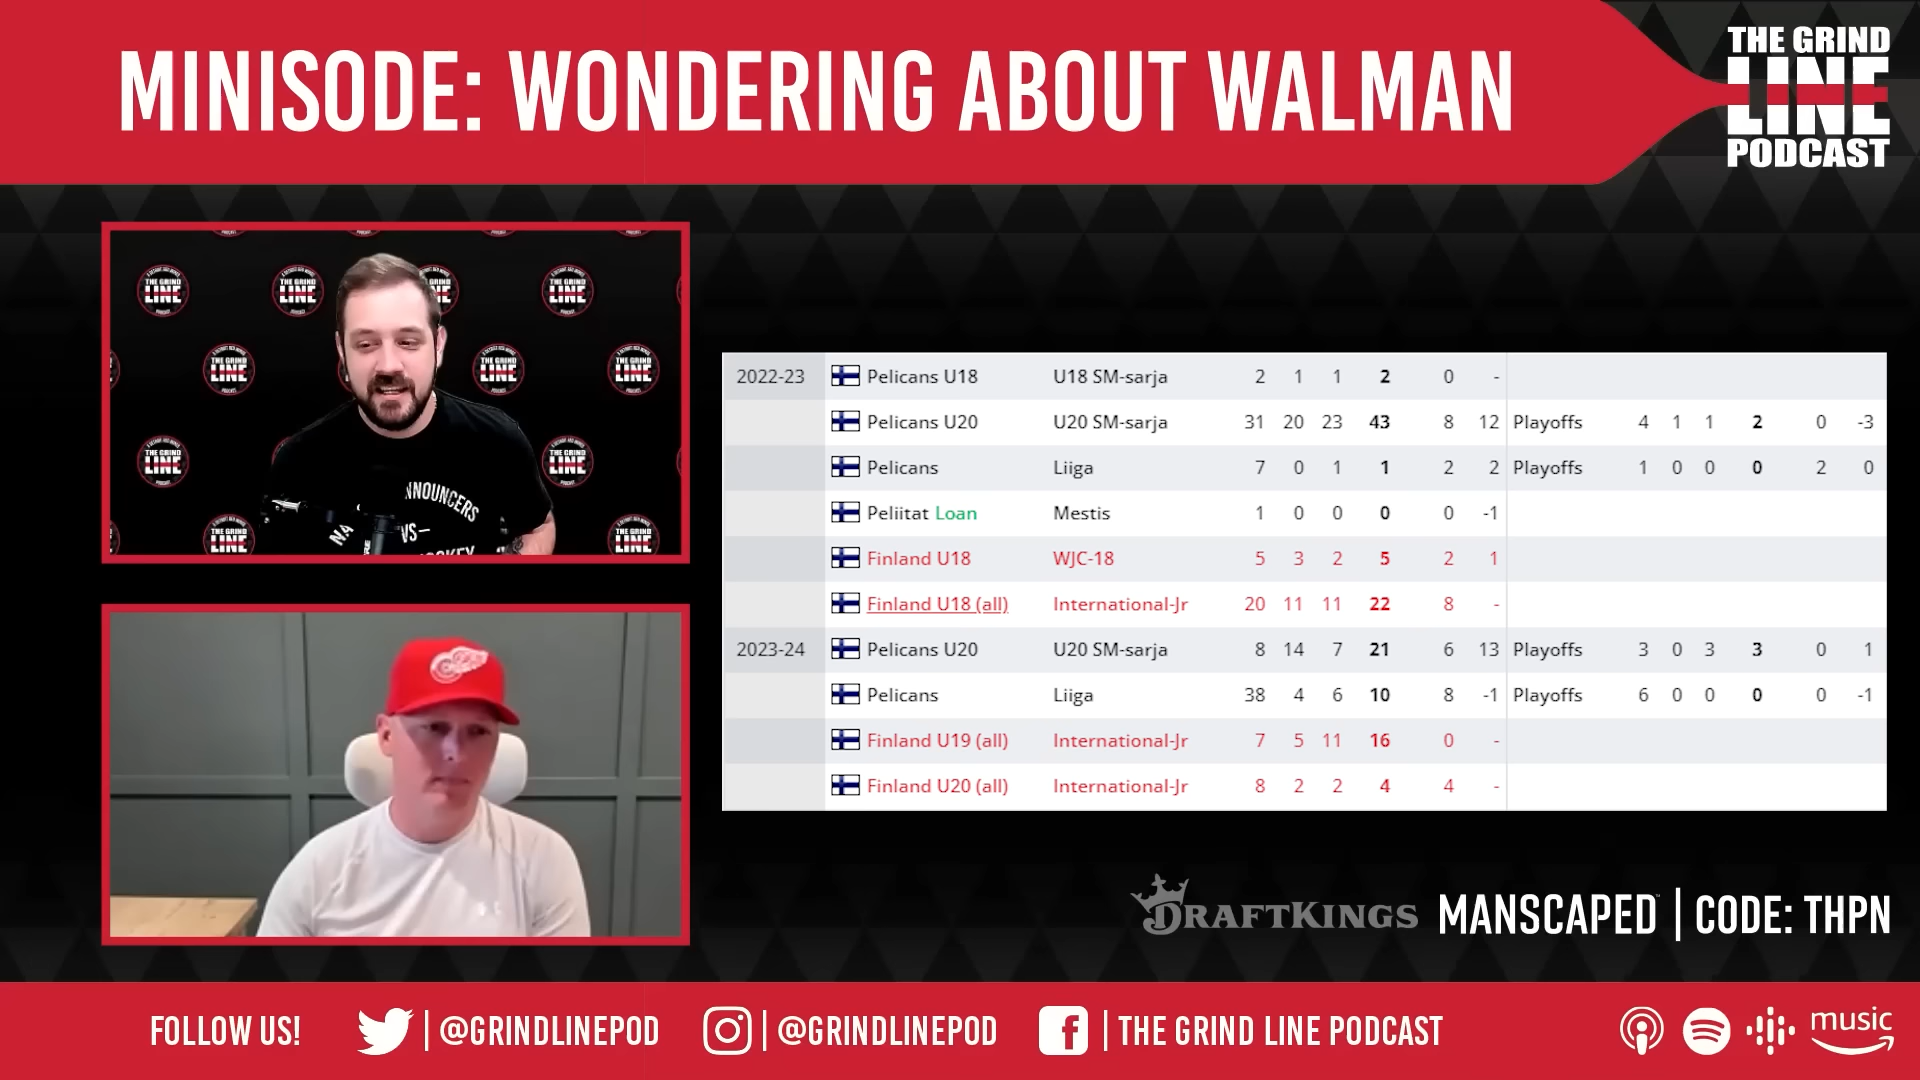 MINISODE: WONDERING ABOUT WALMAN
THE GRIND
LINE
PODCAST
THE GRIND
LINE
NNOUNCERS
VS—
2022-23 Pelicans U18 U18 SM-sarja 2 1 1 2 0 -
Pelicans U20 U20 SM-sarja 31 20 23 43 8 12 Playoffs 4 1 1 2 0 -3
Pelicans Liiga 7 0 1 1 2 2 Playoffs 1 0 0 0 2 0
Peliitat Loan Mestis 1 0 0 0 0 -1
Finland U18 WJC-18 5 3 2 5 2 1
Finland U18 (all) International-Jr 20 11 11 22 8 -
2023-24 Pelicans U20 U20 SM-sarja 8 14 7 21 6 13 Playoffs 3 0 3 3 0 1
Pelicans Liiga 38 4 6 10 8 -1 Playoffs 6 0 0 0 0 -1
Finland U19 (all) International-Jr 7 5 11 16 0 -
Finland U20 (all) International-Jr 8 2 2 4 4 -
DRAFTKINGS MANSCAPED | CODE: THPN
FOLLOW US! | @GRINDLINEPOD | @GRINDLINEPOD | THE GRIND LINE PODCAST music